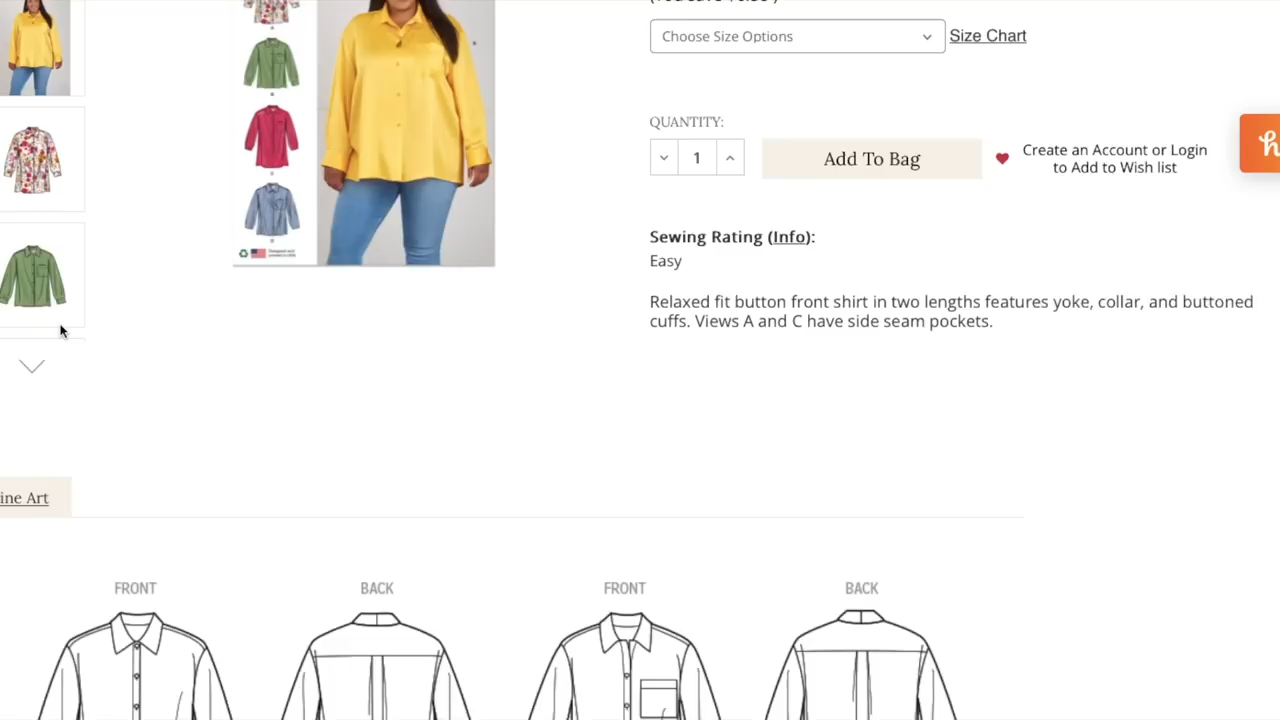 Choose Size Options
Size Chart
QUANTITY:
1
Add To Bag
Create an Account or Login
to Add to Wish list
Sewing Rating (Info):
Easy
Relaxed fit button front shirt in two lengths features yoke, collar, and buttoned
cuffs. Views A and C have side seam pockets.
ine Art
FRONT
BACK
FRONT
BACK